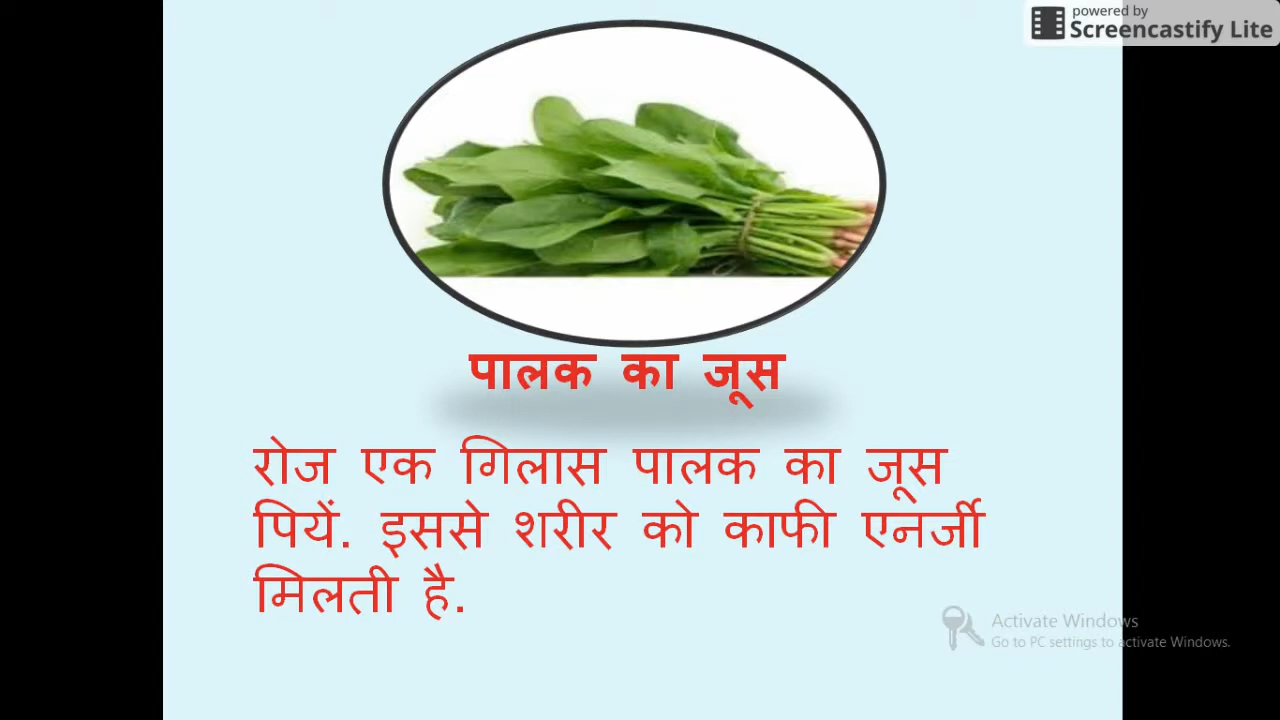 powered by
Screencastify Lite
पालक का जूस
रोज एक गिलास पालक का जूस
पियें. इससे शरीर को काफी एनर्जी
मिलती है.
Activate Windows
Go to PC settings to activate Windows.